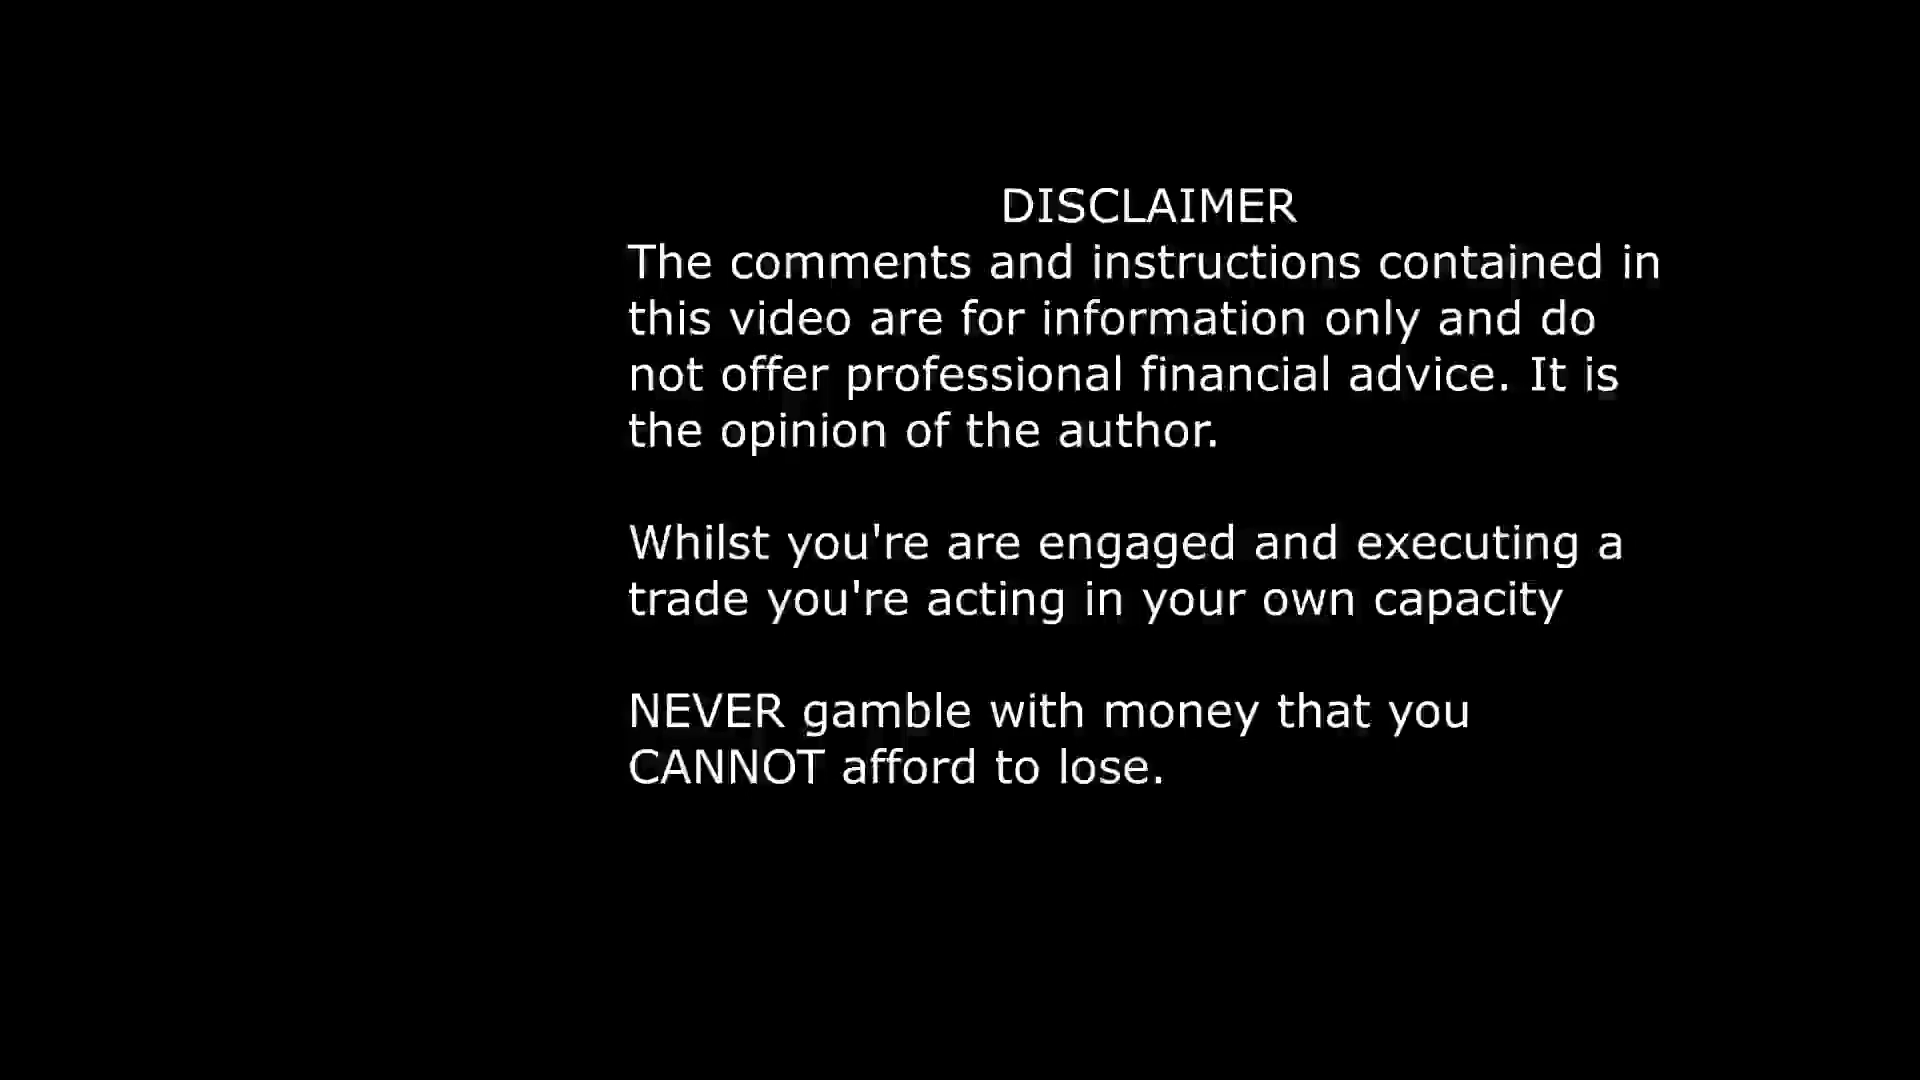 DISCLAIMER
The comments and instructions contained in
this video are for information only and do
not offer professional financial advice. It is
the opinion of the author.
Whilst you're are engaged and executing a
trade you're acting in your own capacity
NEVER gamble with money that you
CANNOT afford to lose.